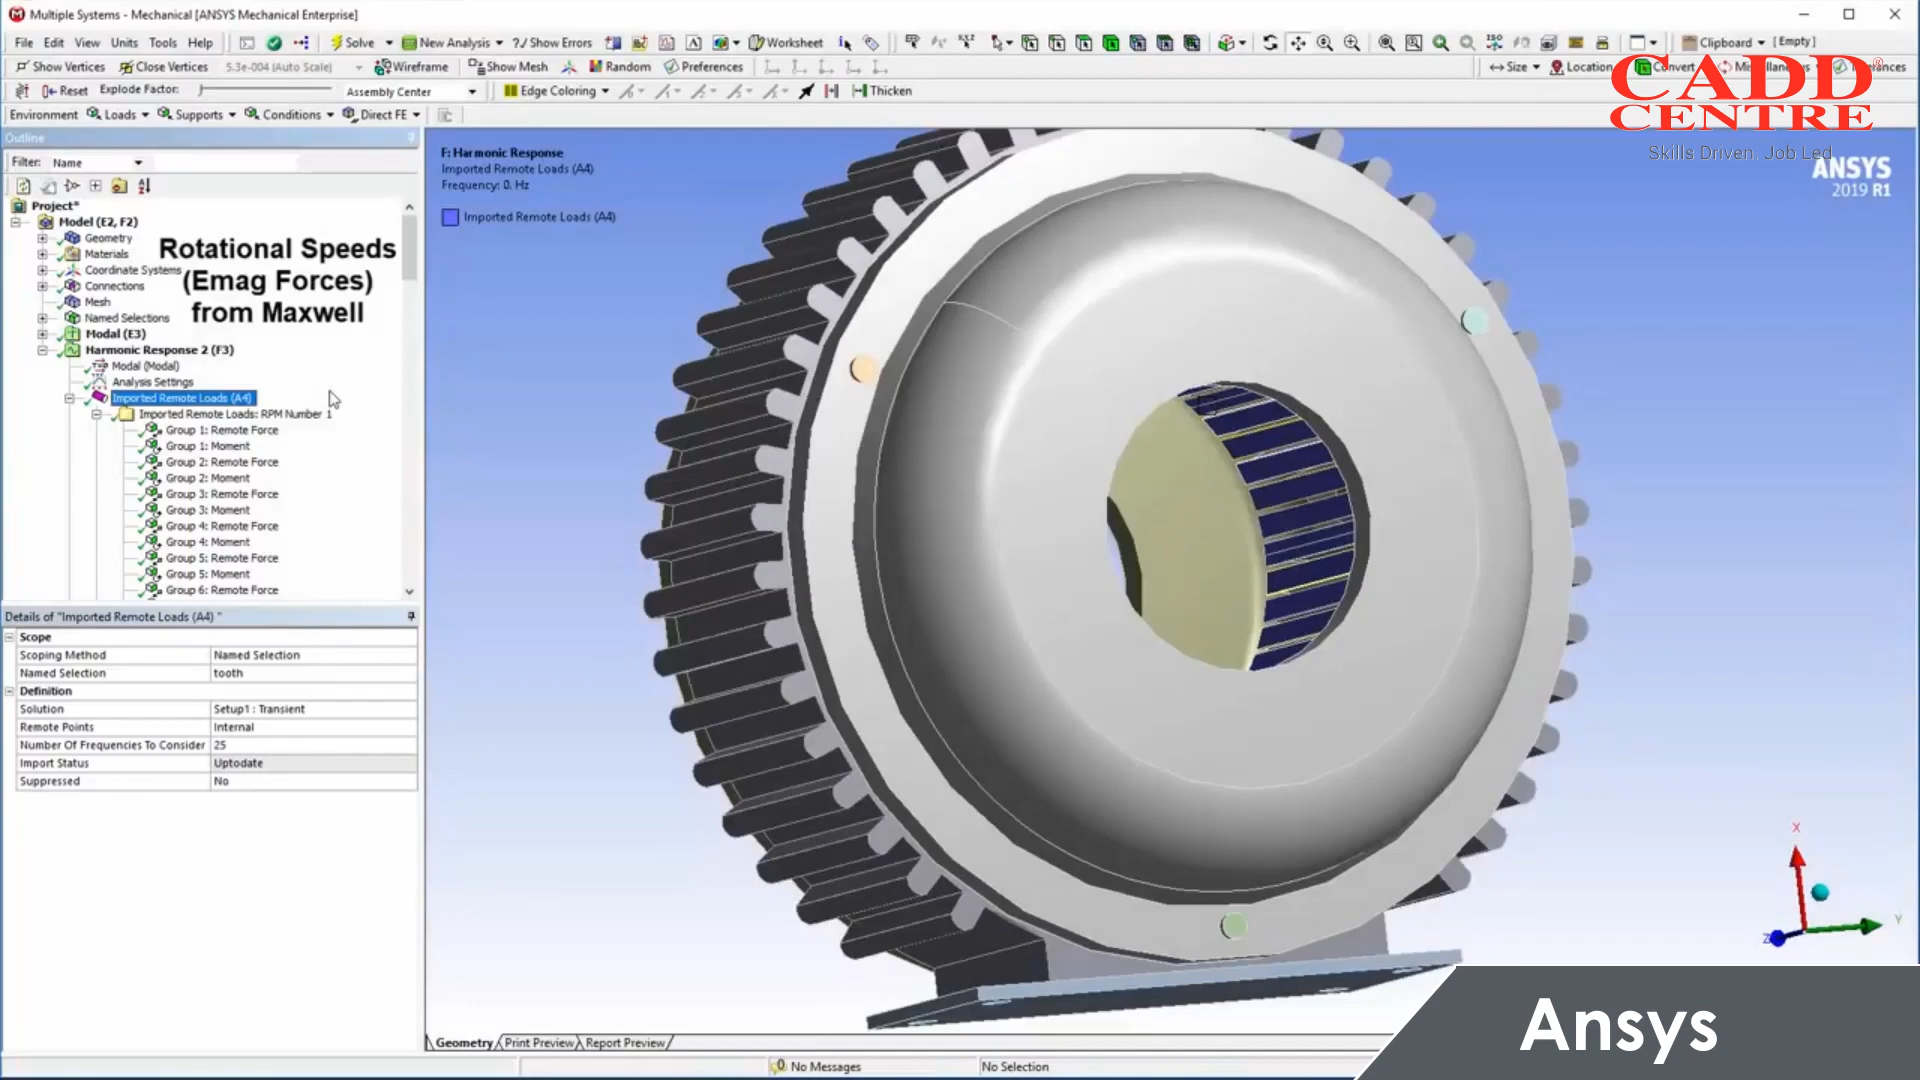 Multiple Systems - Mechanical [ANSYS Mechanical Enterprise]
File Edit View Units Tools Help Solve New Analysis ?/ Show Errors Worksheet Clipboard [ Empty ]
Show Vertices Close Vertices 5.3e-004 (Auto Scale) Wireframe Show Mesh Random Preferences Size Location Convert
Reset Explode Factor: Assembly Center Edge Coloring Thicken
Environment Loads Supports Conditions Direct FE
CADD
CENTRE
Skills Driven. Job Led
ANSYS
2019 R1
Outline
Filter: Name
Project*
Model (E2, F2)
Geometry
Materials
Coordinate Systems
Connections
Mesh
Named Selections
Modal (E3)
Harmonic Response 2 (F3)
Modal (Modal)
Analysis Settings
Imported Remote Loads (A4)
Imported Remote Loads: RPM Number 1
Group 1: Remote Force
Group 1: Moment
Group 2: Remote Force
Group 2: Moment
Group 3: Remote Force
Group 3: Moment
Group 4: Remote Force
Group 4: Moment
Group 5: Remote Force
Group 5: Moment
Group 6: Remote Force
Rotational Speeds
(Emag Forces)
from Maxwell
Details of "Imported Remote Loads (A4) "
Scope
Scoping Method Named Selection
Named Selection tooth
Definition
Solution Setup1 : Transient
Remote Points Internal
Number Of Frequencies To Consider 25
Import Status Uptodate
Suppressed No
F: Harmonic Response
Imported Remote Loads (A4)
Frequency: 0. Hz
Imported Remote Loads (A4)
X
Y
Z
Geometry Print Preview Report Preview
No Messages No Selection
Ansys